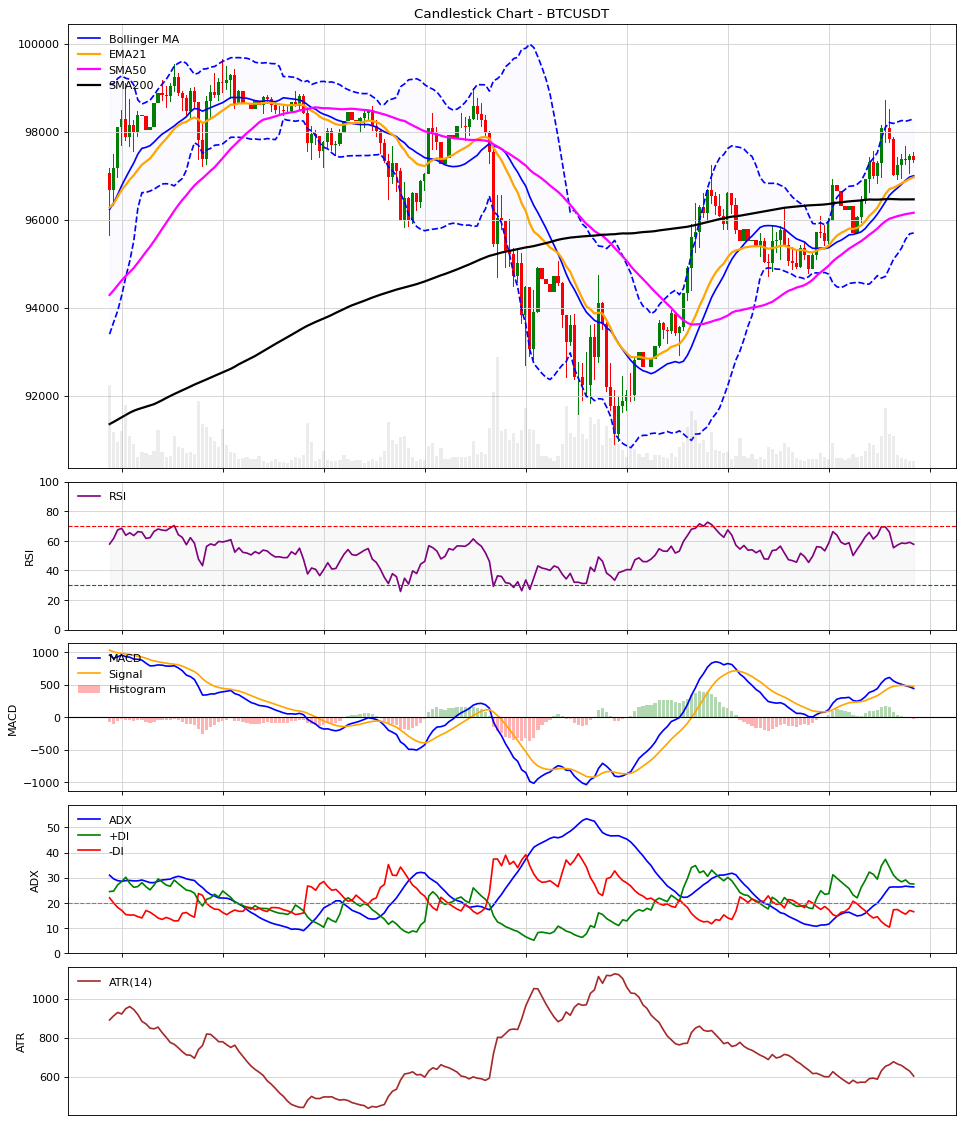 Candlestick Chart - BTCUSDT
Bollinger MA
EMA21
SMA50
SMA200
100000
98000
96000
94000
92000
RSI
RSI
100
80
60
40
20
0
MACD
Signal
Histogram
MACD
1000
500
0
−500
−1000
ADX
+DI
-DI
ADX
50
40
30
20
10
0
ATR(14)
ATR
1000
800
600